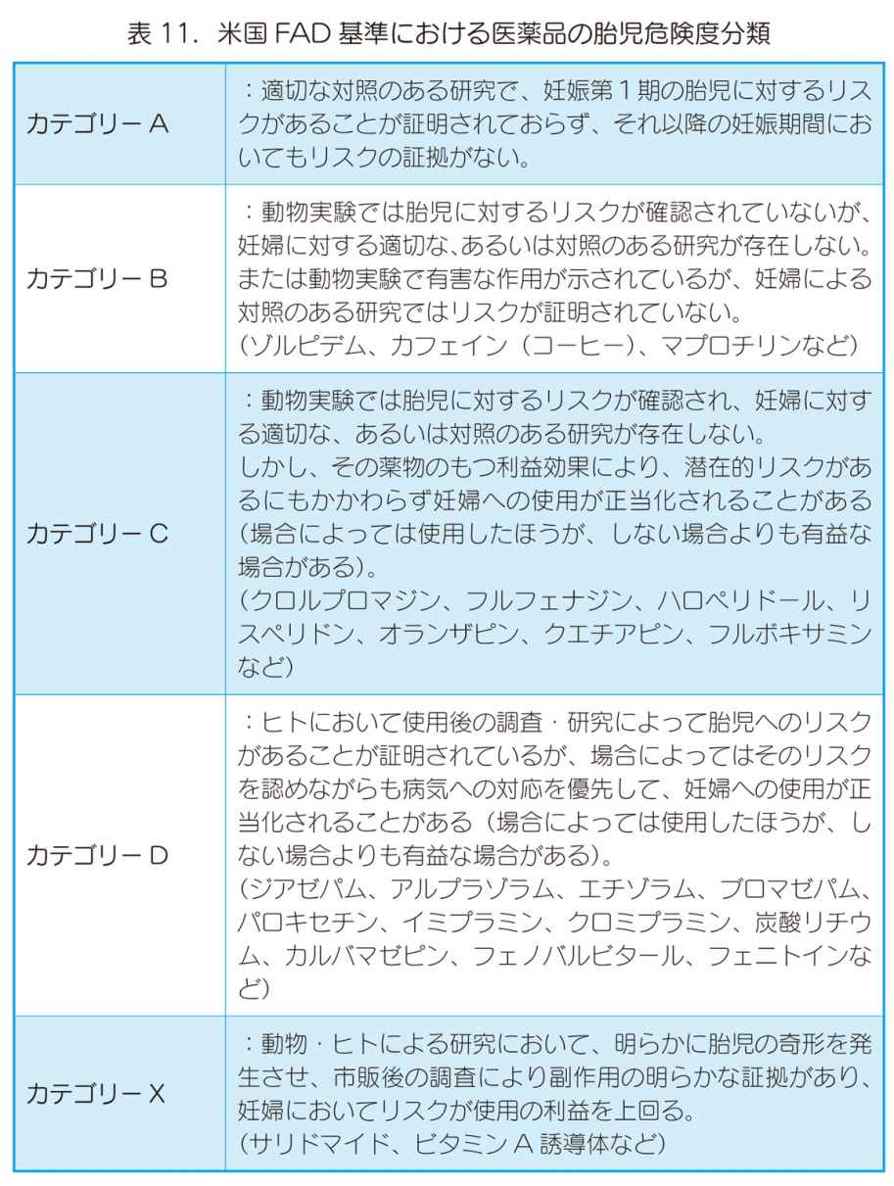 表 11. 米国 FAD 基準における医薬品の胎児危険度分類
カテゴリー A
：適切な対照のある研究で、妊娠第１期の胎児に対するリス
クがあることが証明されておらず、それ以降の妊娠期間にお
いてもリスクの証拠がない。
カテゴリー B
：動物実験では胎児に対するリスクが確認されていないが、
妊婦に対する適切な、あるいは対照のある研究が存在しない。
または動物実験で有害な作用が示されているが、妊婦による
対照のある研究ではリスクが証明されていない。
（ゾルピデム、カフェイン（コーヒー）、マプロチリンなど）
カテゴリー C
：動物実験では胎児に対するリスクが確認され、妊婦に対す
る適切な、あるいは対照のある研究が存在しない。
しかし、その薬物のもつ利益効果により、潜在的リスクがあ
るにもかかわらず妊婦への使用が正当化されることがある
（場合によっては使用したほうが、しない場合よりも有益な
場合がある）。
（クロルプロマジン、フルフェナジン、ハロペリドール、リ
スペリドン、オランザピン、クエチアピン、フルボキサミン
など）
カテゴリー D
：ヒトにおいて使用後の調査・研究によって胎児へのリスク
があることが証明されているが、場合によってはそのリスク
を認めながらも病気への対応を優先して、妊婦への使用が正
当化されることがある（場合によっては使用したほうが、し
ない場合よりも有益な場合がある）。
（ジアゼパム、アルプラゾラム、エチゾラム、ブロマゼパム、
パロキセチン、イミプラミン、クロミプラミン、炭酸リチウ
ム、カルバマゼピン、フェノバルビタール、フェニトインな
ど）
カテゴリー X
：動物・ヒトによる研究において、明らかに胎児の奇形を発
生させ、市販後の調査により副作用の明らかな証拠があり、
妊婦においてリスクが使用の利益を上回る。
（サリドマイド、ビタミン A 誘導体など）